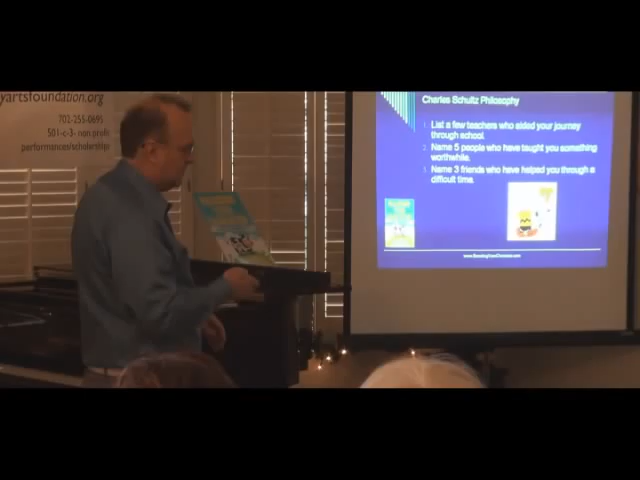 yartsfoundation.org
702-255-0695
501-c-3- non profit
performances/scholarships
Charles Schultz Philosophy
1. List a few teachers who aided your journey
through school.
2. Name 5 people who have taught you something
worthwhile.
3. Name 3 friends who have helped you through a
difficult time.